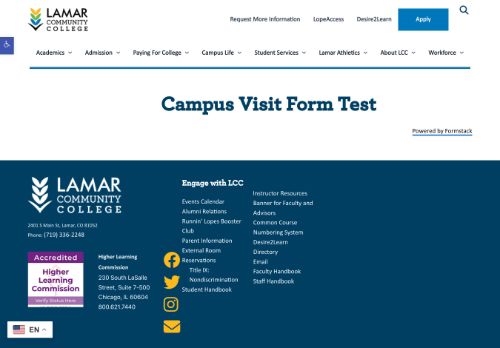 LAMAR
COMMUNITY
COLLEGE
Request More Information
LopeAccess
Desire2Learn
Apply
Academics
Admission
Paying For College
Campus Life
Student Services
Lamar Athletics
About LCC
Workforce
Campus Visit Form Test
Powered by Formstack
LAMAR
COMMUNITY
COLLEGE
2401 S Main St, Lamar, CO 81052
Phone: (719) 336-2248
Accredited
Higher
Learning
Commission
Verify Status Here
Higher Learning
Commission
230 South LaSalle
Street, Suite 7-500
Chicago, IL 60604
800.621.7440
Engage with LCC
Events Calendar
Alumni Relations
Runnin' Lopes Booster
Club
Parent Information
External Room
Reservations
Title IX:
Nondiscrimination
Student Handbook
Instructor Resources
Banner for Faculty and
Advisors
Common Course
Numbering System
Desire2Learn
Directory
Email
Faculty Handbook
Staff Handbook
EN